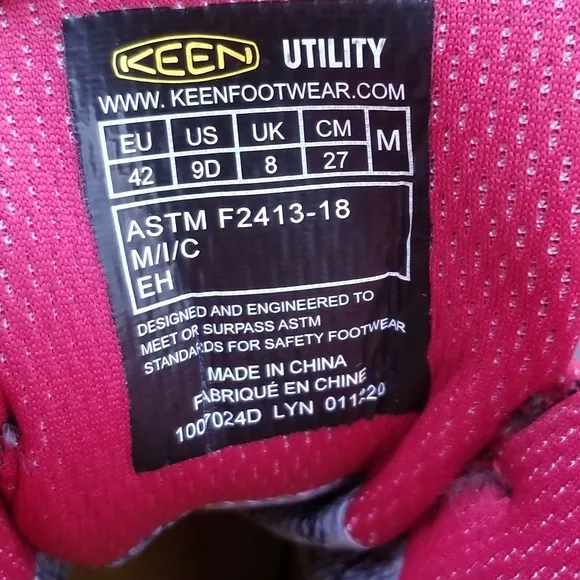 KEEN UTILITY
WWW.KEENFOOTWEAR.COM
EU US UK CM M
42 9D 8 27
ASTM F2413-18
M/I/C
EH
DESIGNED AND ENGINEERED TO
MEET OR SURPASS ASTM
STANDARDS FOR SAFETY FOOTWEAR
MADE IN CHINA
FABRIQUÉ EN CHINE
1007024D LYN 011220